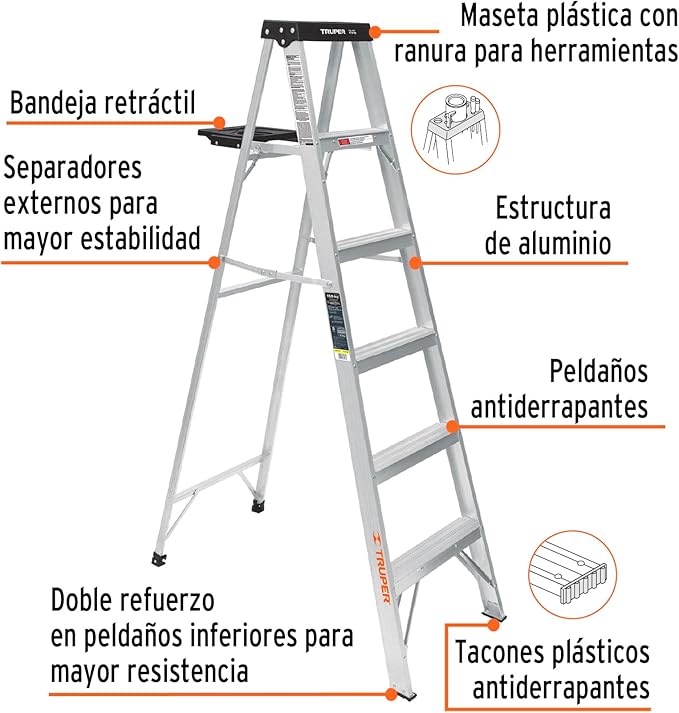 Maseta plástica con
ranura para herramientas
TRUPER
Bandeja retráctil
Separadores
externos para
mayor estabilidad
Estructura
de aluminio
Peldaños
antiderrapantes
TRUPER
Doble refuerzo
en peldaños inferiores para
mayor resistencia
Tacones plásticos
antiderrapantes